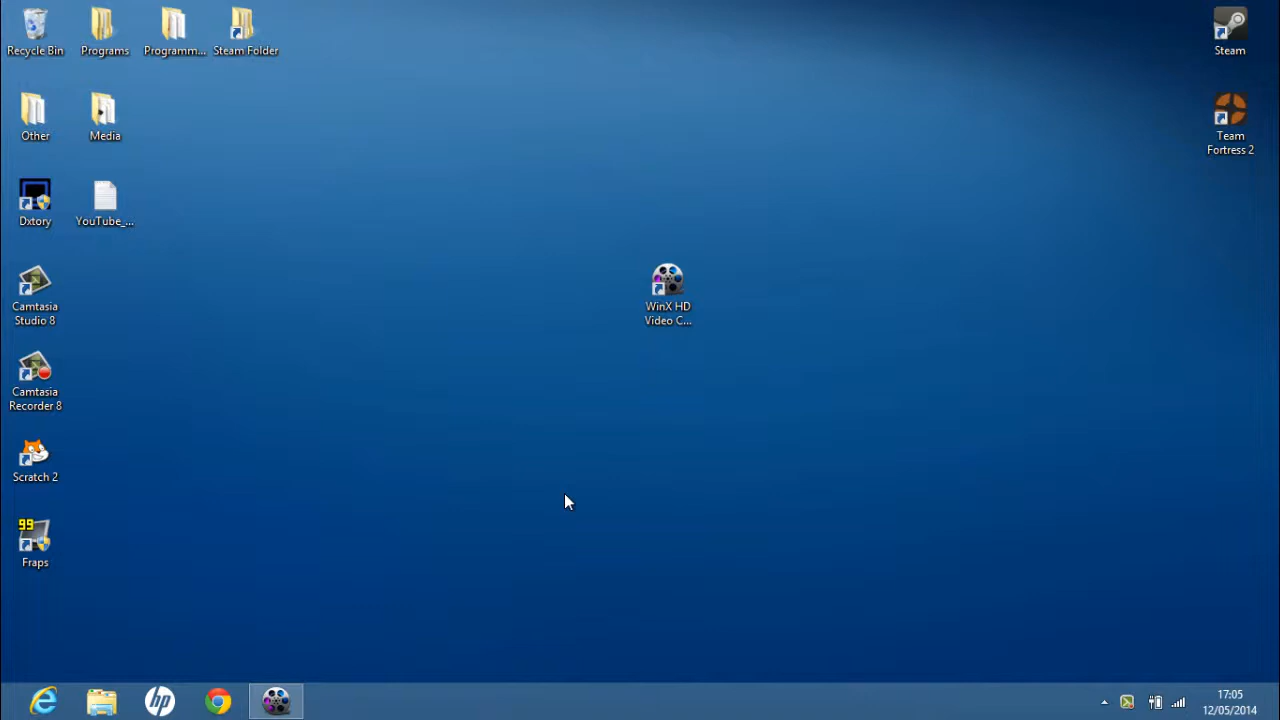 Recycle Bin
Programs
Programm...
Steam Folder
Steam
Other
Media
Team
Fortress 2
Dxtory
YouTube_...
Camtasia
Studio 8
WinX HD
Video C...
Camtasia
Recorder 8
Scratch 2
99
Fraps
hp
17:05
12/05/2014